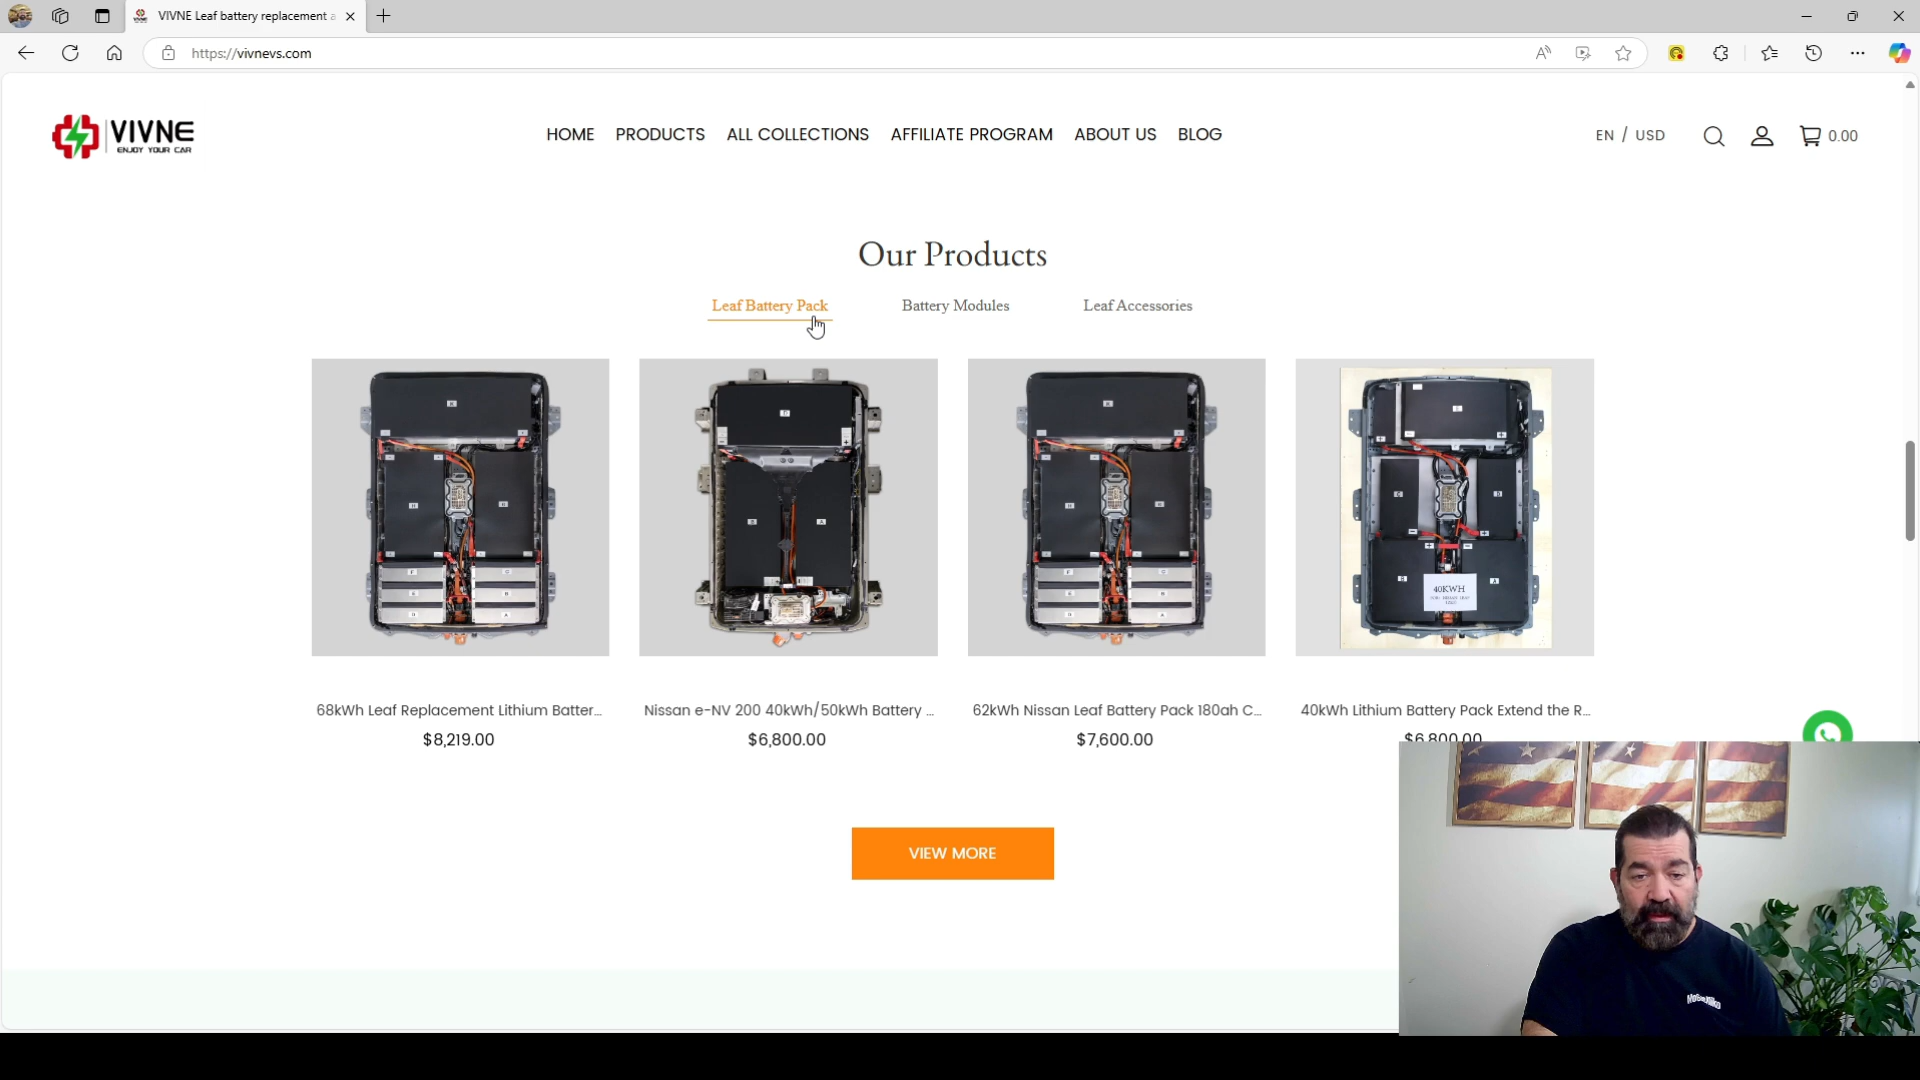 VIVNE Leaf battery replacement a
https://vivnevs.com
VIVNE
ENJOY YOUR CAR
HOME PRODUCTS ALL COLLECTIONS AFFILIATE PROGRAM ABOUT US BLOG
EN / USD
0.00
Our Products
Leaf Battery Pack Battery Modules Leaf Accessories
40KWH
68kWh Leaf Replacement Lithium Batter... Nissan e-NV 200 40kWh/50kWh Battery ... 62kWh Nissan Leaf Battery Pack 180ah C... 40kWh Lithium Battery Pack Extend the R...
$8,219.00 $6,800.00 $7,600.00 $6,800.00
VIEW MORE